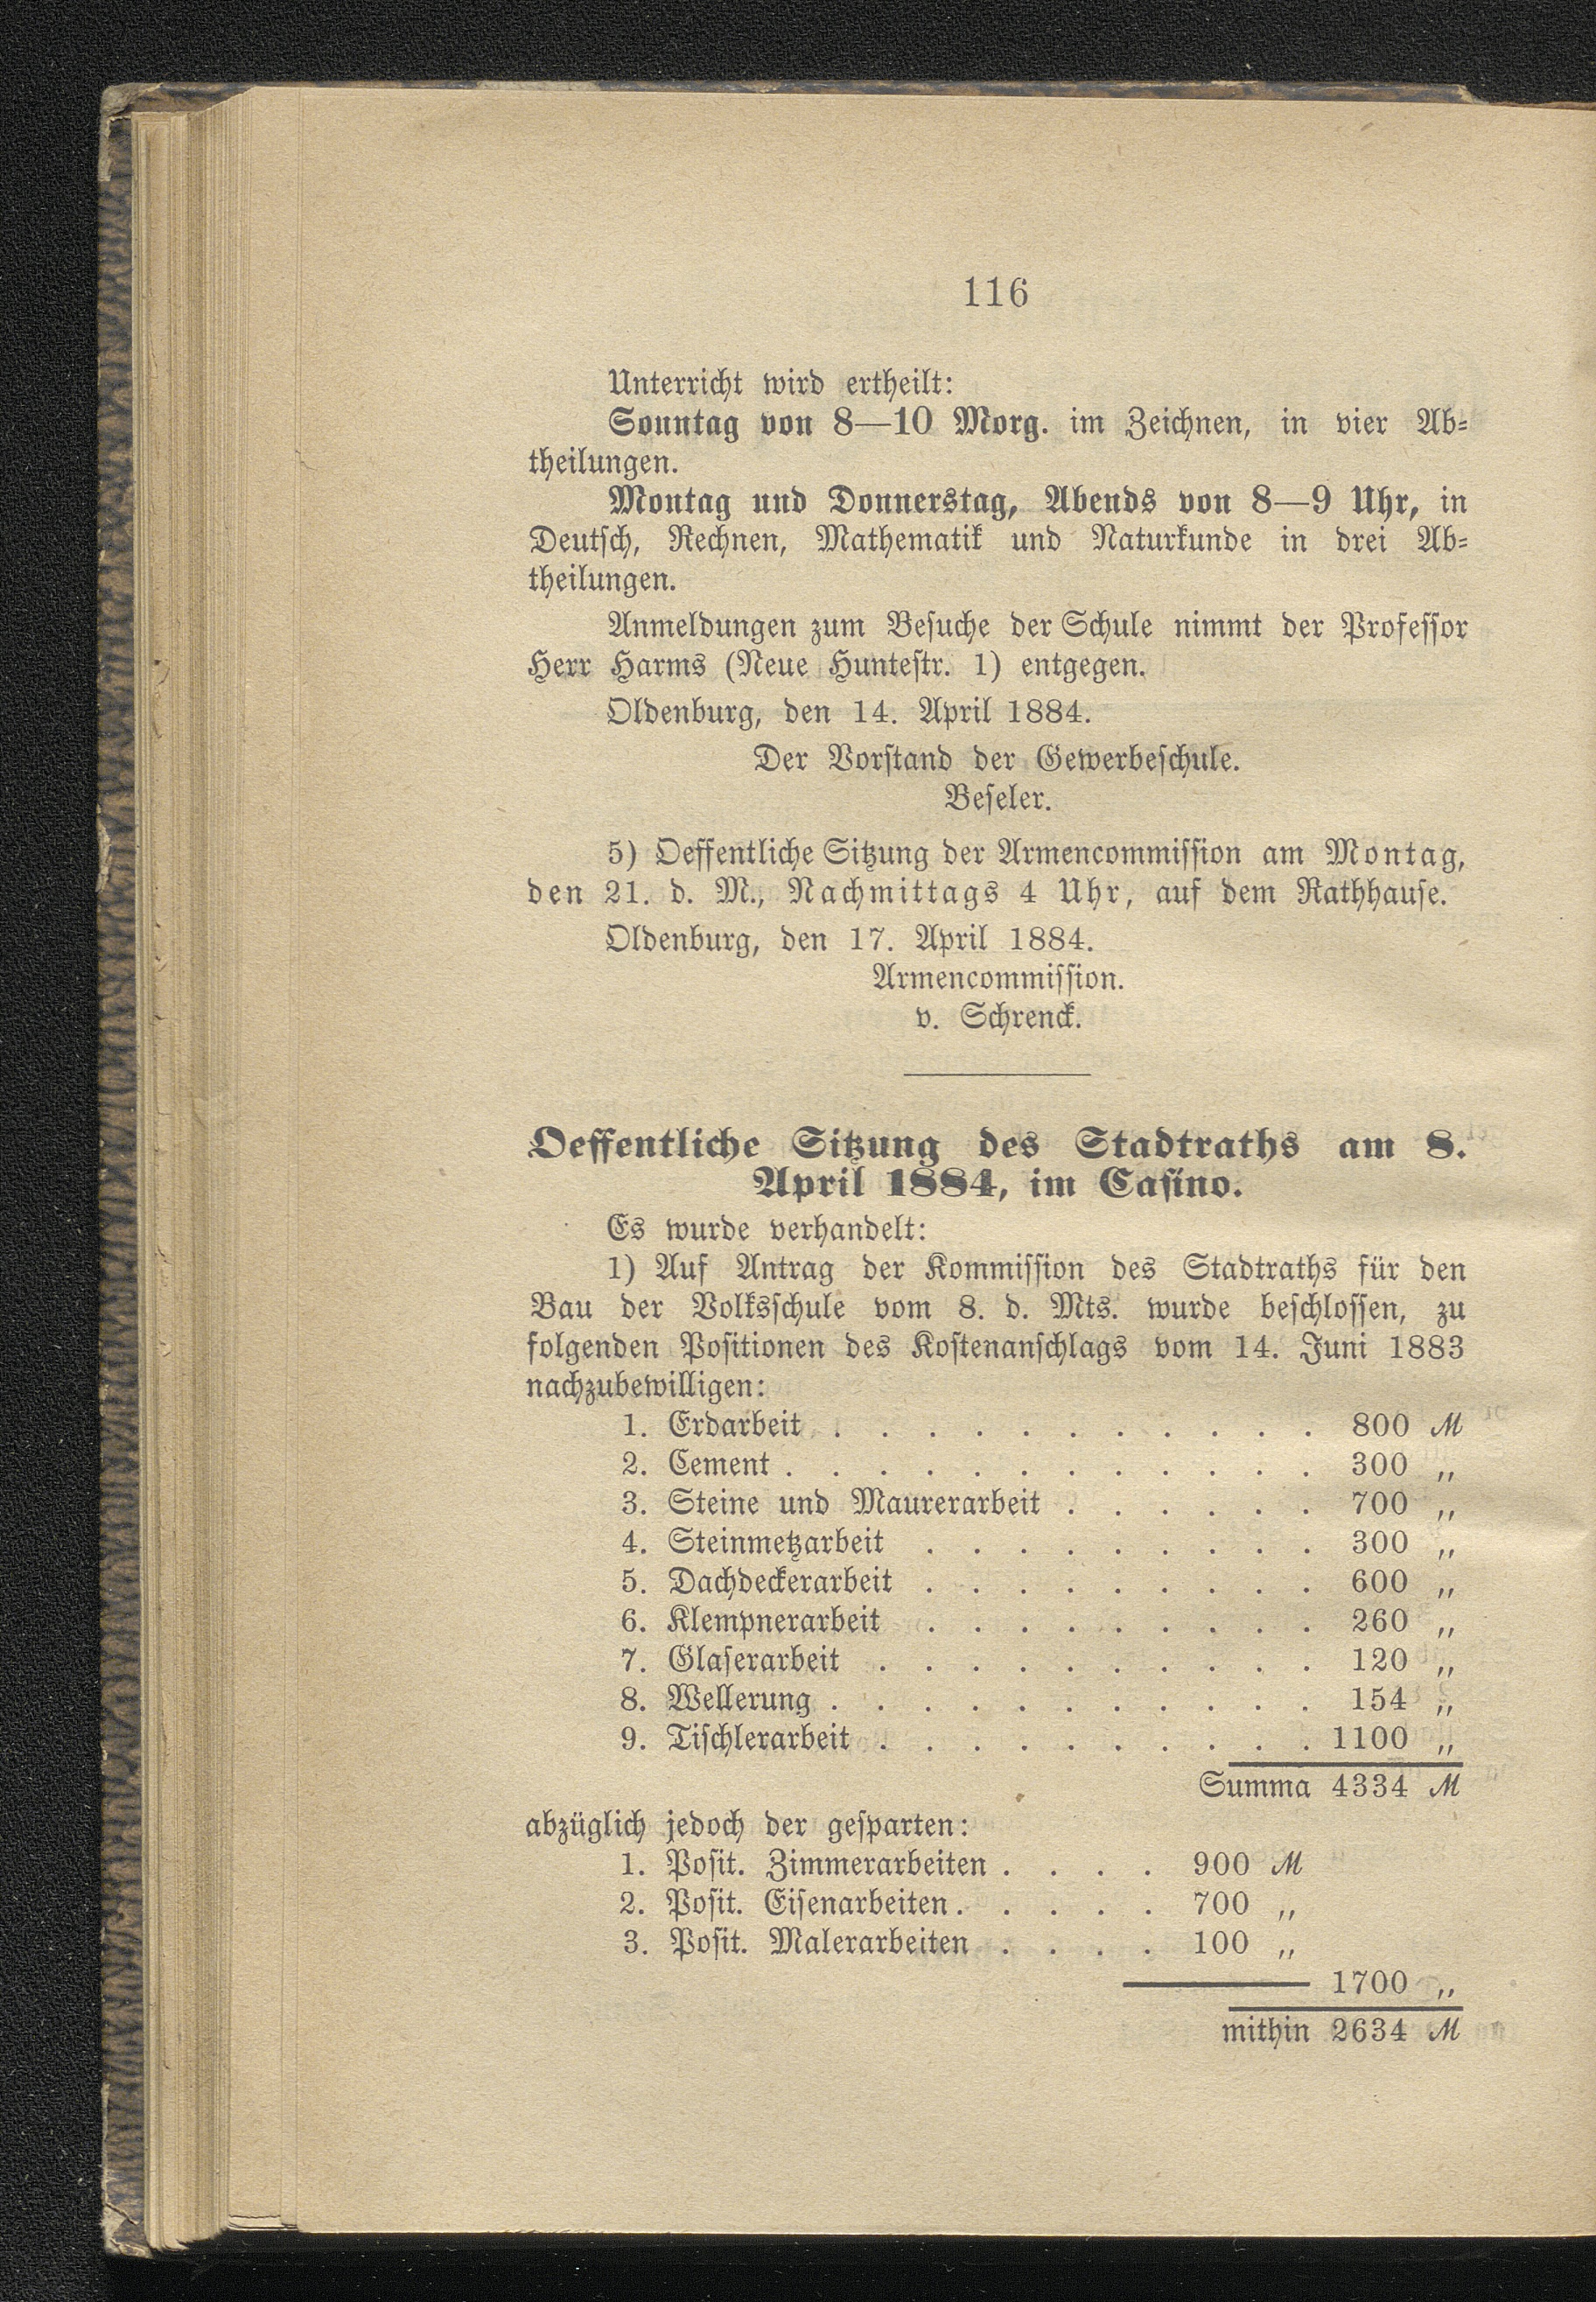 116
Unterricht wird ertheilt:
Sonntag von 8—10 Morg. im Zeichnen, in vier Ab-
theilungen.
Montag und Donnerstag, Abends von 8—9 Uhr, in
Deutsch, Rechnen, Mathematik und Naturkunde in drei Ab-
theilungen.
Anmeldungen zum Besuche der Schule nimmt der Professor
Herr Harms (Neue Huntestr. 1) entgegen.
Oldenburg, den 14. April 1884.
Der Vorstand der Gewerbeschule.
Beseler.
5) Oeffentliche Sitzung der Armencommission am Montag,
den 21. d. M., Nachmittags 4 Uhr, auf dem Rathhause.
Oldenburg, den 17. April 1884.
Armencommission.
v. Schrenck.
Oeffentliche Sitzung des Stadtraths am 8.
April 1884, im Casino.
Es wurde verhandelt:
1) Auf Antrag der Kommission des Stadtraths für den
Bau der Volksschule vom 8. d. Mts. wurde beschlossen, zu
folgenden Positionen des Kostenanschlags vom 14. Juni 1883
nachzubewilligen:
1. Erdarbeit . . . . . . . . . . . 800 M
2. Cement . . . . . . . . . . . . 300 „
3. Steine und Maurerarbeit . . . . . . 700 „
4. Steinmetzarbeit . . . . . . . . . 300 „
5. Dachdeckerarbeit . . . . . . . . . 600 „
6. Klempnerarbeit . . . . . . . . . 260 „
7. Glaserarbeit . . . . . . . . . . 120 „
8. Wellerung . . . . . . . . . . . 154 „
9. Tischlerarbeit . . . . . . . . . . 1100 „
Summa 4334 M
abzüglich jedoch der gesparten:
1. Posit. Zimmerarbeiten . . . . 900 M
2. Posit. Eisenarbeiten . . . . . 700 „
3. Posit. Malerarbeiten . . . . 100 „
1700 „
mithin 2634 M